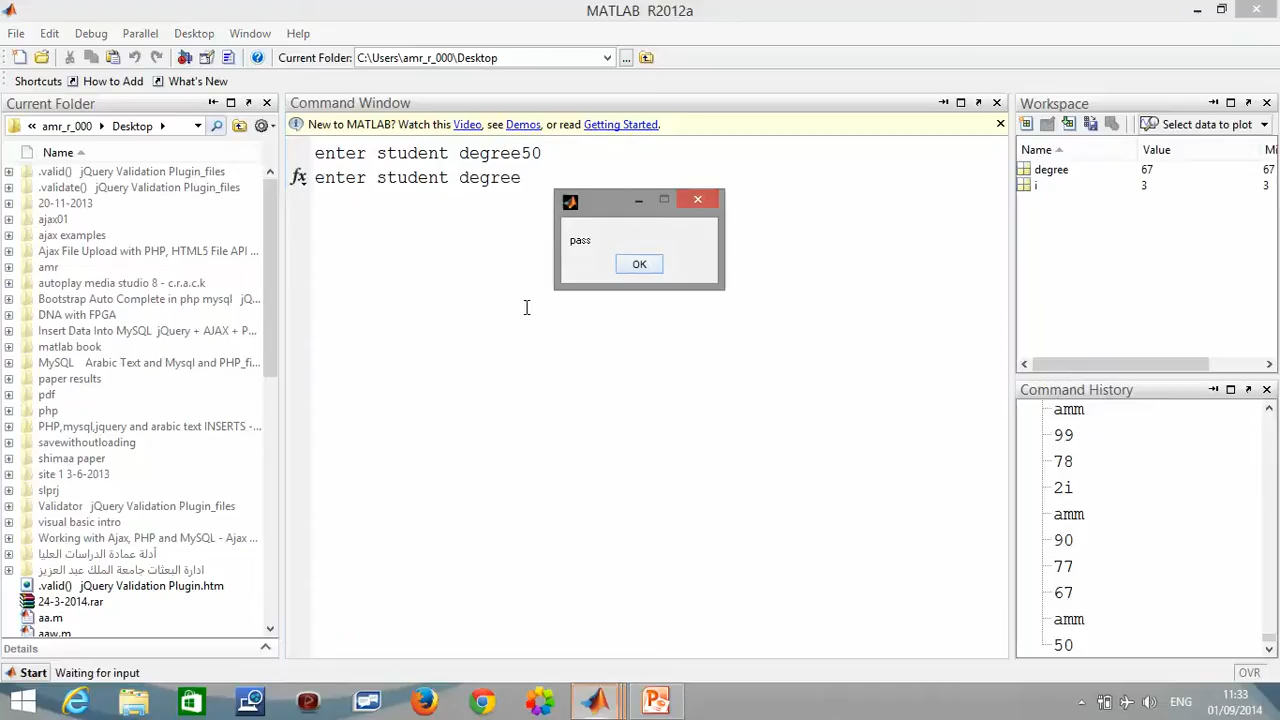 MATLAB R2012a
File Edit Debug Parallel Desktop Window Help
Current Folder: C:\Users\amr_r_000\Desktop ...
Shortcuts How to Add What's New
Current Folder
« amr_r_000 ▸ Desktop ▸
Name
.valid() jQuery Validation Plugin_files
.validate() jQuery Validation Plugin_files
20-11-2013
ajax01
ajax examples
Ajax File Upload with PHP, HTML5 File API ...
amr
autoplay media studio 8 - c.r.a.c.k
Bootstrap Auto Complete in php mysql jQ...
DNA with FPGA
Insert Data Into MySQL jQuery + AJAX + P...
matlab book
MySQL Arabic Text and Mysql and PHP_fi...
paper results
pdf
php
PHP,mysql,jquery and arabic text INSERTS -...
savewithoutloading
shimaa paper
site 1 3-6-2013
slprj
Validator jQuery Validation Plugin_files
visual basic intro
Working with Ajax, PHP and MySQL - Ajax ...
أدلة عمادة الدراسات العليا
ادارة البعثات جامعة الملك عبد العزيز
.valid() jQuery Validation Plugin.htm
24-3-2014.rar
aa.m
aaw.m
Details
Command Window
New to MATLAB? Watch this Video, see Demos, or read Getting Started.
enter student degree50
fx enter student degree
pass
OK
Workspace
Select data to plot
Name Value Mi
degree 67 67
i 3 3
Command History
amm
99
78
2i
amm
90
77
67
amm
50
Start Waiting for input
OVR
ENG
11:33
01/09/2014